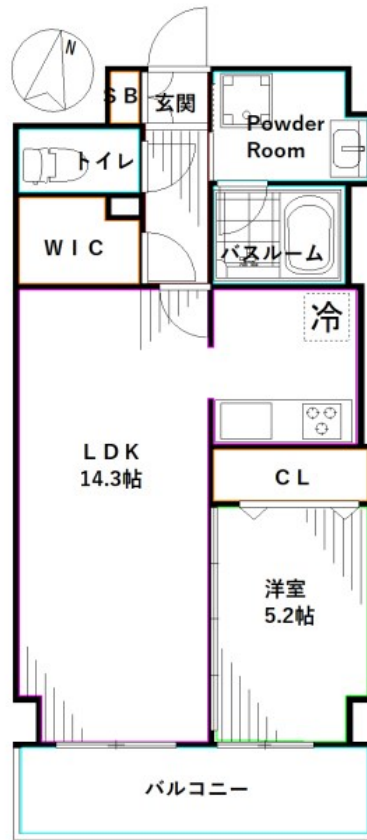 N
SB
玄関
Powder
Room
トイレ
バスルーム
WIC
冷
LDK
14.3帖
CL
洋室
5.2帖
バルコニー